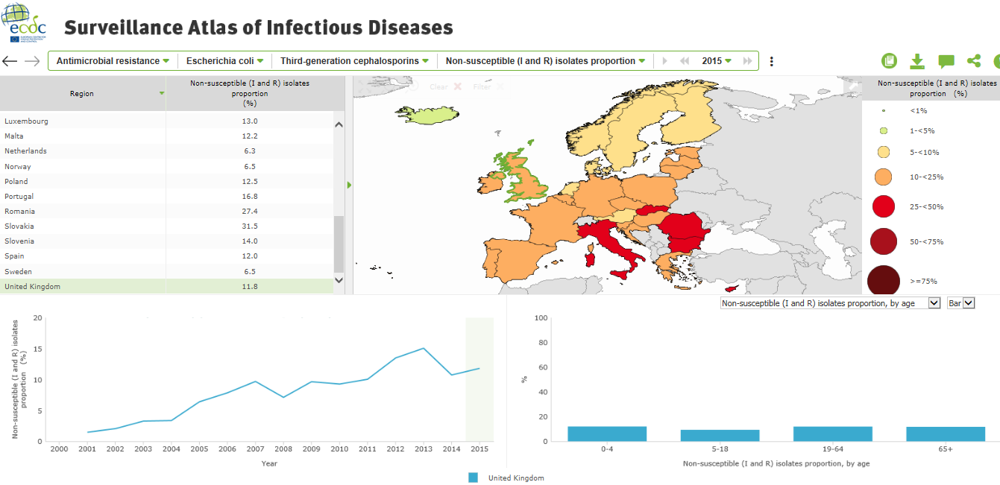 ecdc
EUROPEAN CENTRE FOR
DISEASE PREVENTION
AND CONTROL
Surveillance Atlas of Infectious Diseases
Antimicrobial resistance Escherichia coli Third-generation cephalosporins Non-susceptible (I and R) isolates proportion 2015
Region
Non-susceptible (I and R) isolates
proportion
(%)
Luxembourg 13.0
Malta 12.2
Netherlands 6.3
Norway 6.5
Poland 12.5
Portugal 16.8
Romania 27.4
Slovakia 31.5
Slovenia 14.0
Spain 12.0
Sweden 6.5
United Kingdom 11.8
Clear Filter
Non-susceptible (I and R) isolates
proportion (%)
<1%
1-<5%
5-<10%
10-<25%
25-<50%
50-<75%
>=75%
Non-susceptible (I and R) isolates
proportion (%)
20
15
10
5
0
2000 2001 2002 2003 2004 2005 2006 2007 2008 2009 2010 2011 2012 2013 2014 2015
Year
Non-susceptible (I and R) isolates proportion, by age Bar
%
100
80
60
40
20
0
0-4 5-18 19-64 65+
Non-susceptible (I and R) isolates proportion, by age
United Kingdom